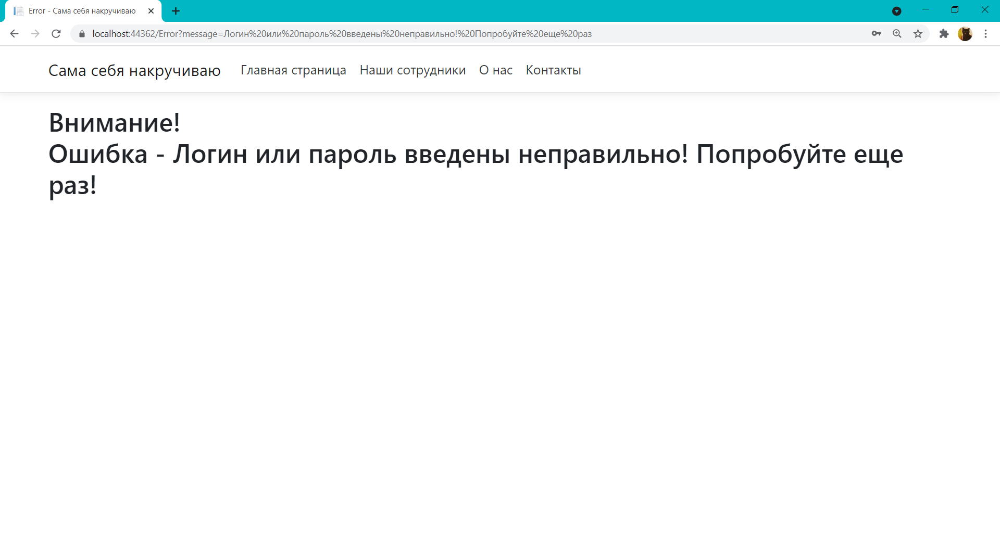 Error - Сама себя накручиваю
localhost:44362/Error?message=Логин%20или%20пароль%20введены%20неправильно!%20Попробуйте%20еще%20раз
Сама себя накручиваю Главная страница Наши сотрудники О нас Контакты
Внимание!
Ошибка - Логин или пароль введены неправильно! Попробуйте еще
раз!